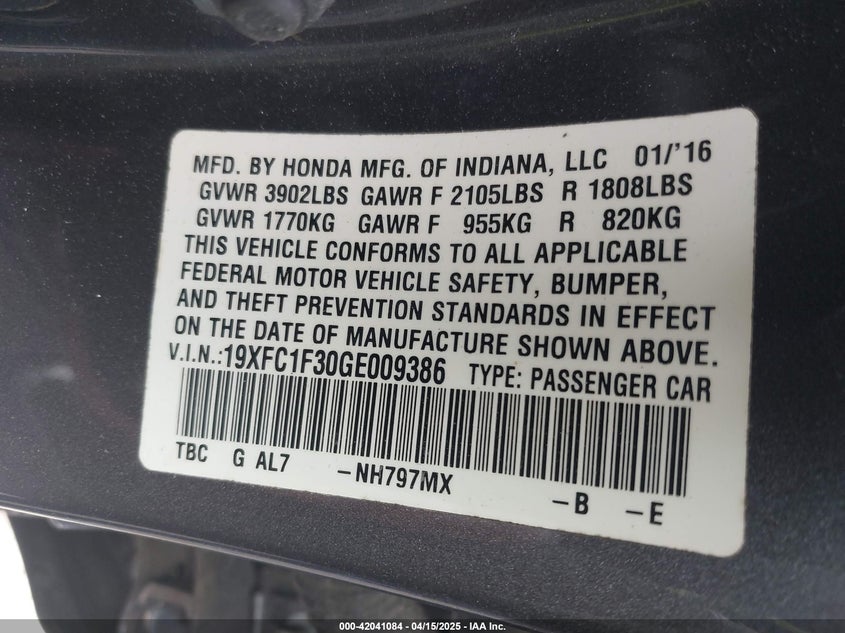 MFD. BY HONDA MFG. OF INDIANA, LLC 01/'16
GVWR 3902LBS GAWR F 2105LBS R 1808LBS
GVWR 1770KG GAWR F 955KG R 820KG
THIS VEHICLE CONFORMS TO ALL APPLICABLE
FEDERAL MOTOR VEHICLE SAFETY, BUMPER,
AND THEFT PREVENTION STANDARDS IN EFFECT
ON THE DATE OF MANUFACTURE SHOWN ABOVE.
V.I.N.:19XFC1F30GE009386 TYPE: PASSENGER CAR
TBC G AL7 -NH797MX -B -E
000-42041084 - 04/15/2025 - IAA Inc.